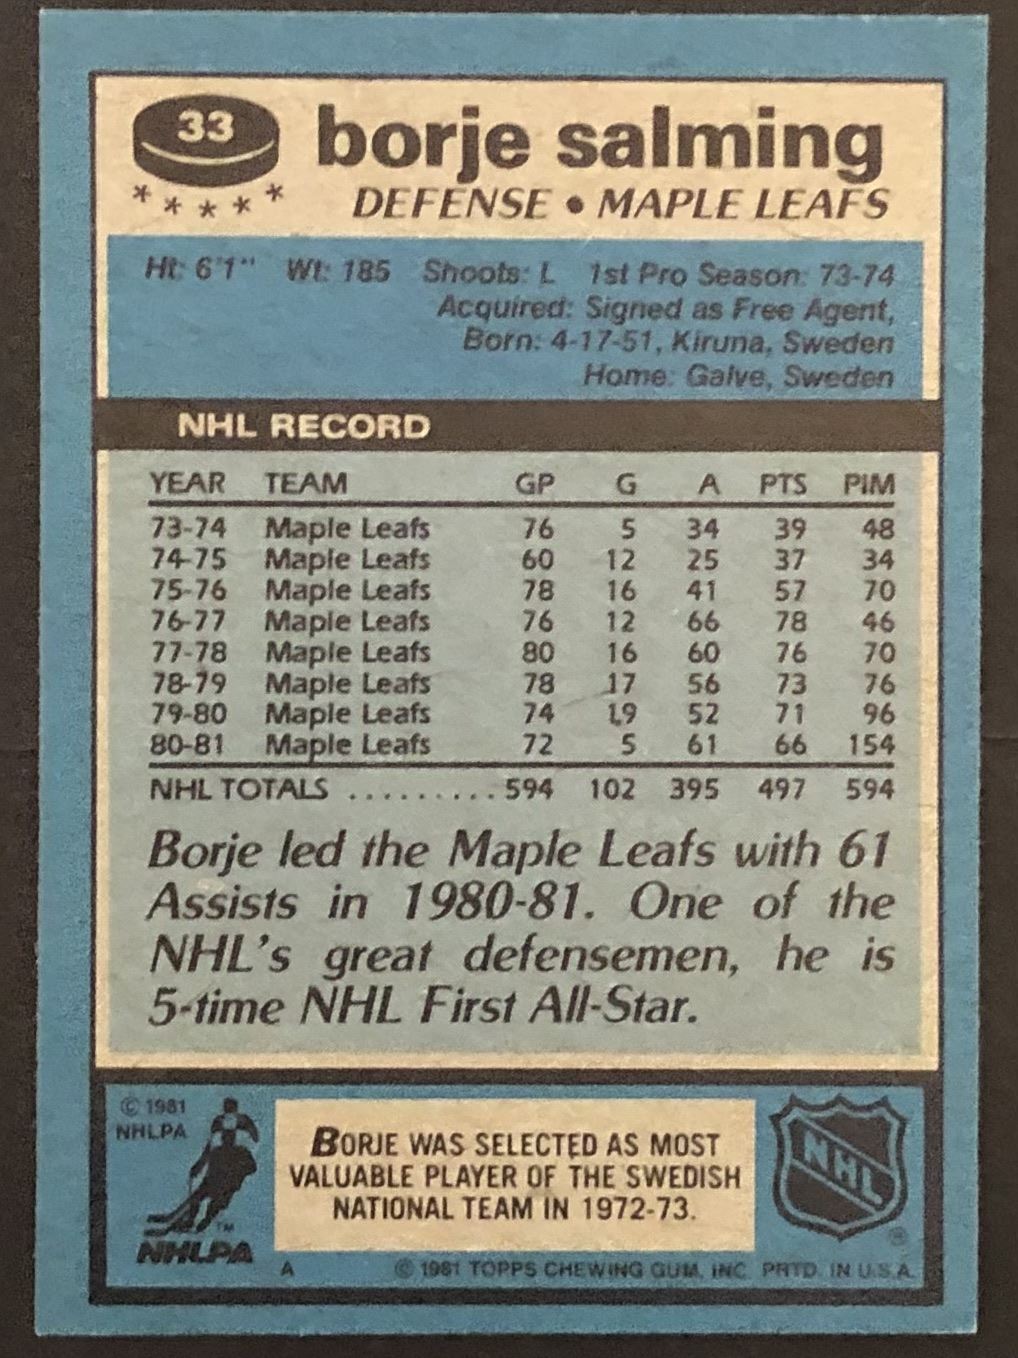 33 borje salming
DEFENSE • MAPLE LEAFS
Ht: 6'1" Wt: 185 Shoots: L 1st Pro Season: 73-74
Acquired: Signed as Free Agent,
Born: 4-17-51, Kiruna, Sweden
Home: Galve, Sweden
NHL RECORD
YEAR TEAM GP G A PTS PIM
73-74 Maple Leafs 76 5 34 39 48
74-75 Maple Leafs 60 12 25 37 34
75-76 Maple Leafs 78 16 41 57 70
76-77 Maple Leafs 76 12 66 78 46
77-78 Maple Leafs 80 16 60 76 70
78-79 Maple Leafs 78 17 56 73 76
79-80 Maple Leafs 74 19 52 71 96
80-81 Maple Leafs 72 5 61 66 154
NHL TOTALS .......... 594 102 395 497 594
Borje led the Maple Leafs with 61
Assists in 1980-81. One of the
NHL's great defensemen, he is
5-time NHL First All-Star.
© 1981
NHLPA
TM
NHLPA
BORJE WAS SELECTED AS MOST
VALUABLE PLAYER OF THE SWEDISH
NATIONAL TEAM IN 1972-73.
NHL
®
A © 1981 TOPPS CHEWING GUM, INC. PRTD. IN U.S.A.